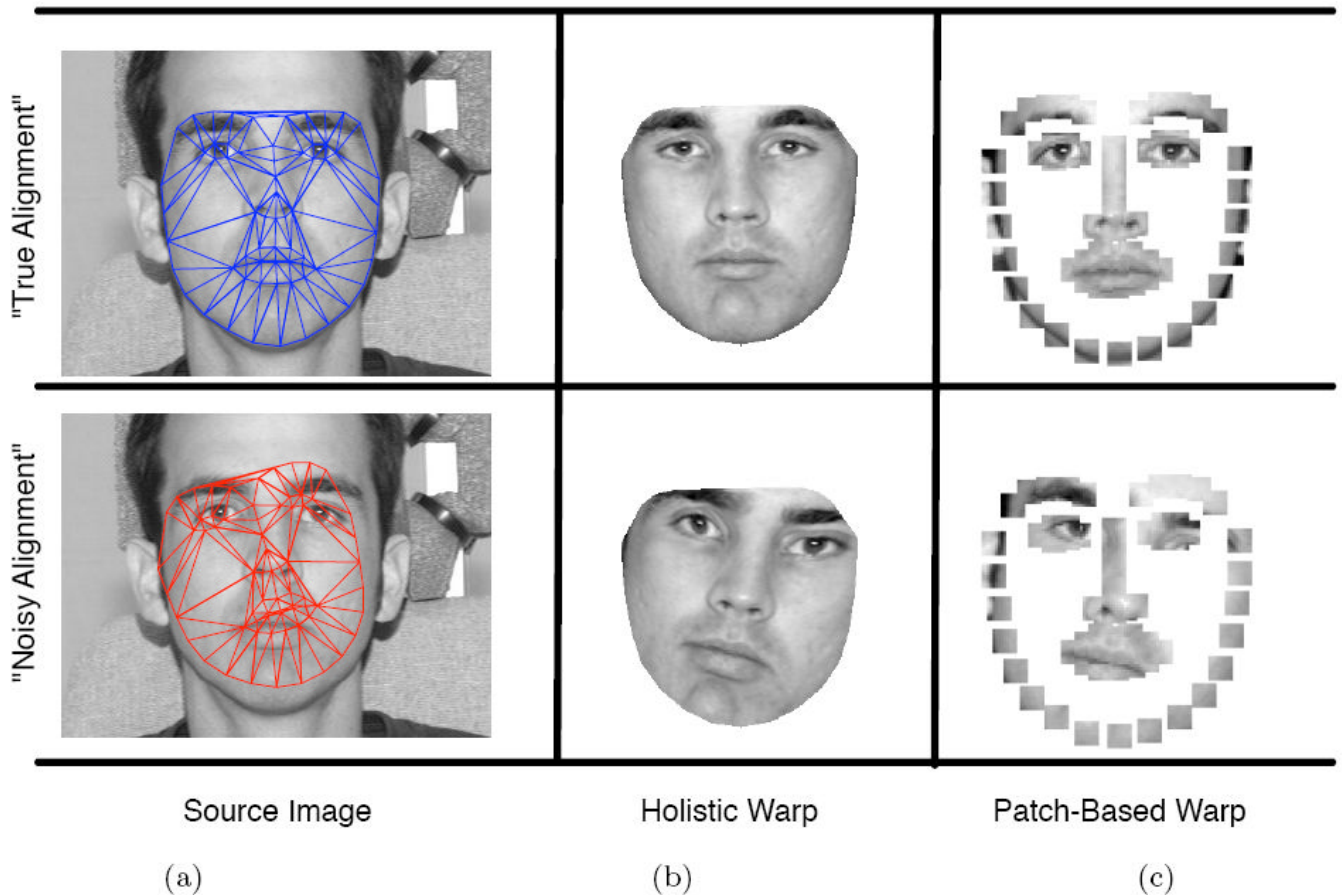 "True Alignment"
"Noisy Alignment"
Source Image
Holistic Warp
Patch-Based Warp
(a)
(b)
(c)